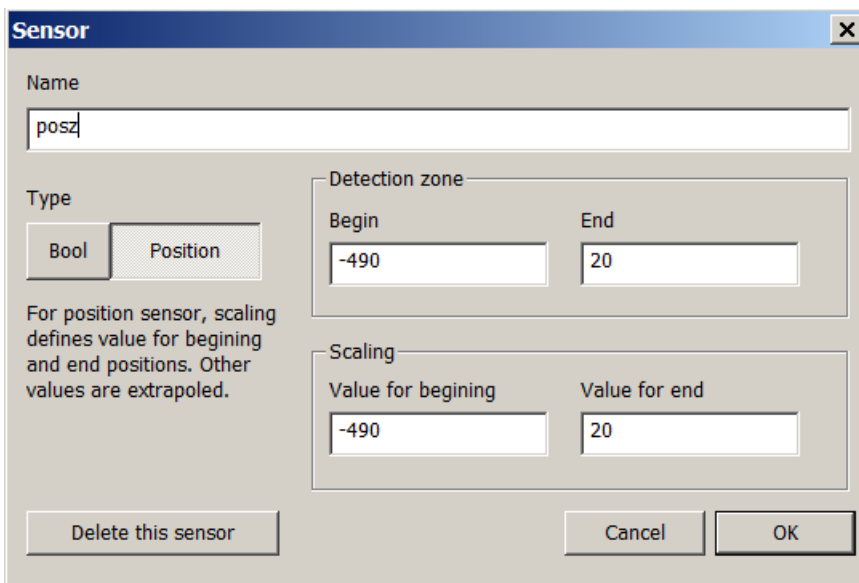 Sensor
Name
posz
Type
Bool
Position
For position sensor, scaling
defines value for begining
and end positions. Other
values are extrapoled.
Detection zone
Begin
End
-490
20
Scaling
Value for begining
Value for end
-490
20
Delete this sensor
Cancel
OK